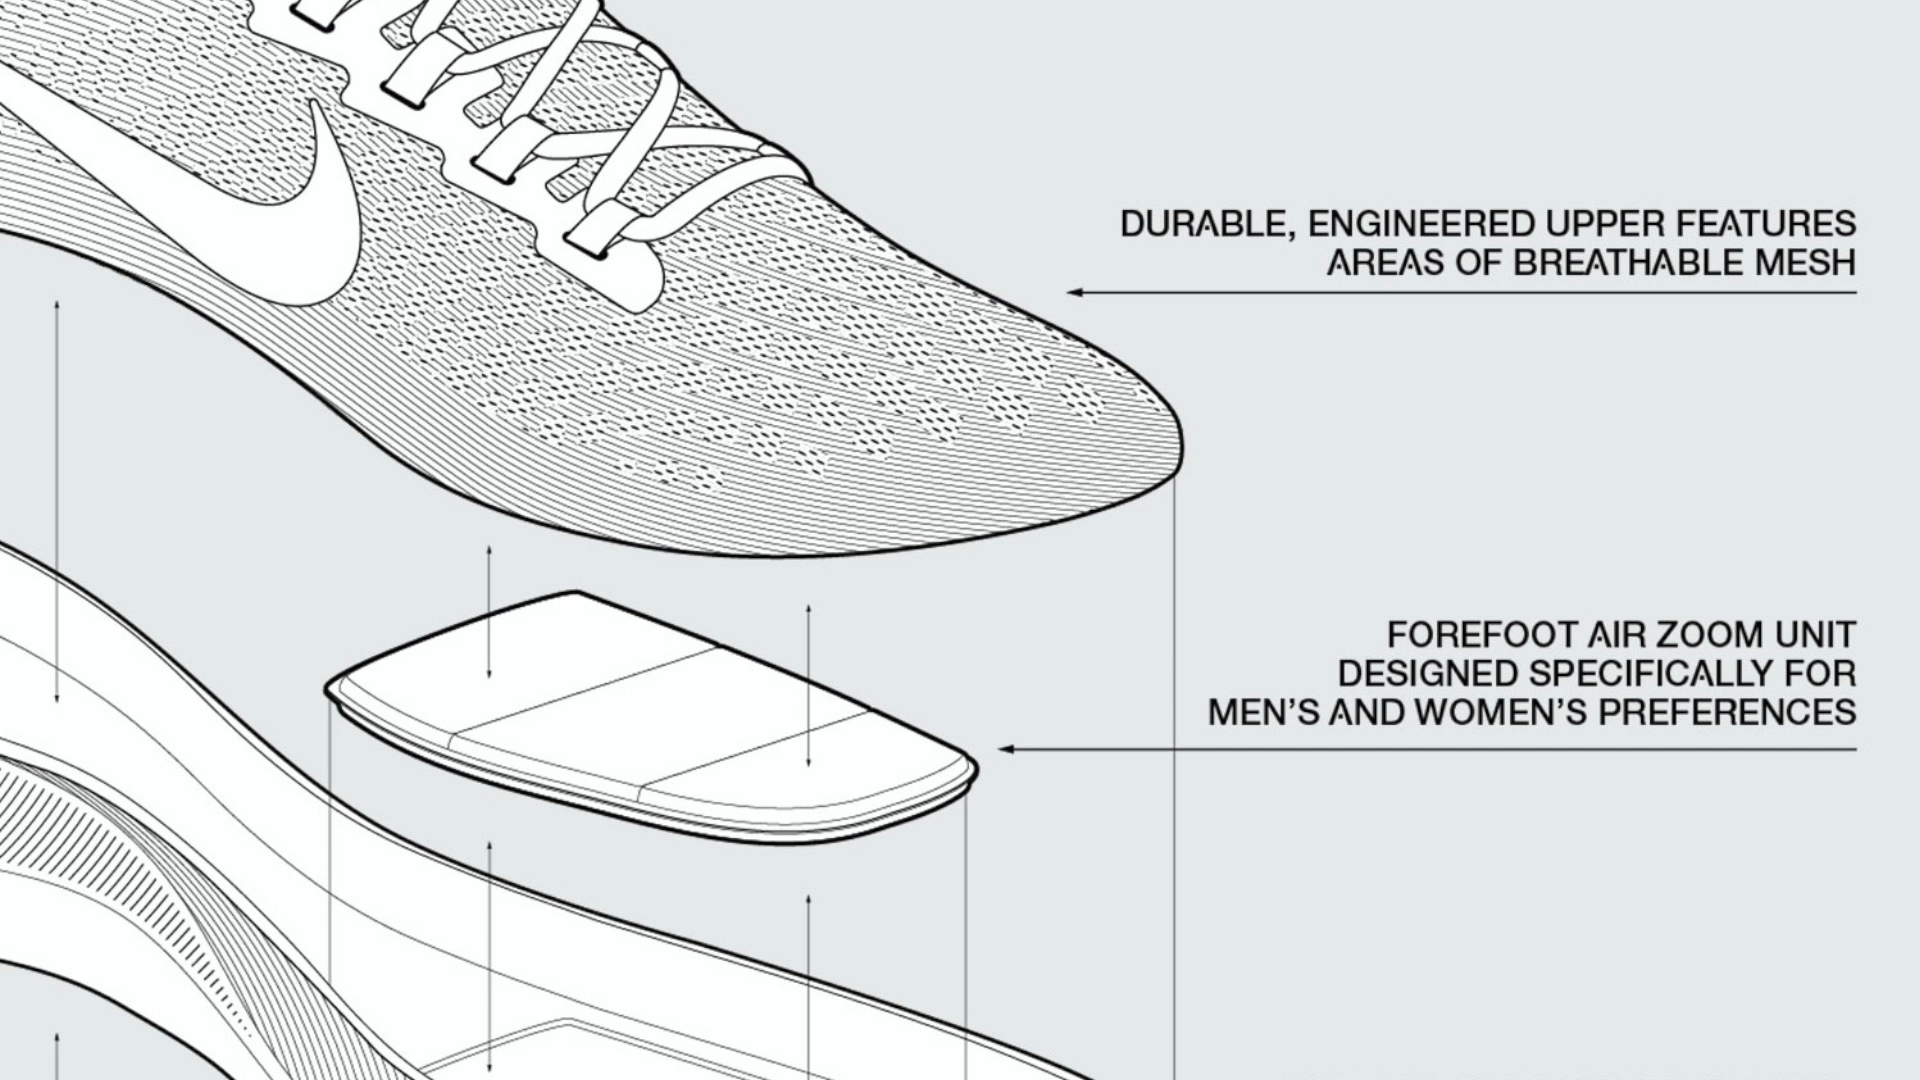 DURABLE, ENGINEERED UPPER FEATURES
AREAS OF BREATHABLE MESH
FOREFOOT AIR ZOOM UNIT
DESIGNED SPECIFICALLY FOR
MEN’S AND WOMEN’S PREFERENCES